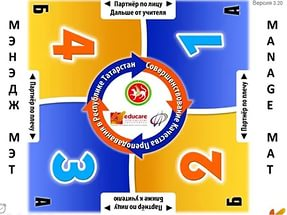 Версия 3.20
◄ Партнёр по лицу ►
Дальше от учителя
Б
А
4
1
МЭНЭДЖ МЭТ
MANAGE MAT
◄ Партнёр по плечу ►
◄ Партнёр по плечу ►
Совершенствование Качества Преподавания в Республике Татарстан
educare
3
2
А
Б
Ближе к учителю
◄ Партнёр по лицу ►